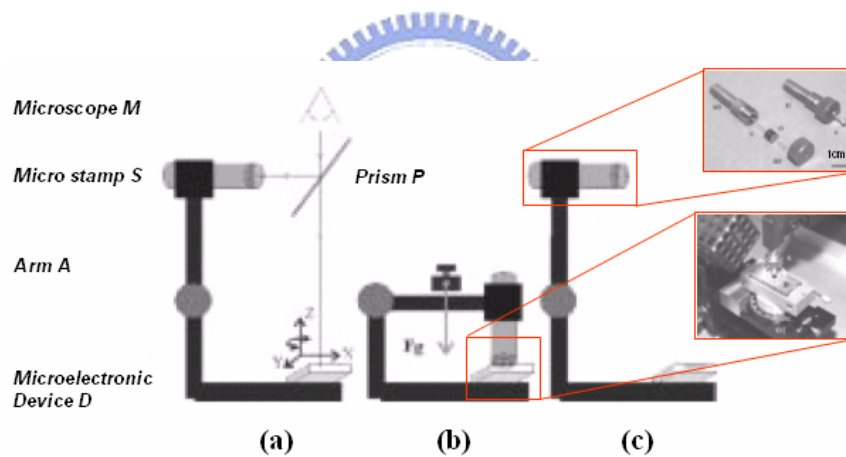 Microscope M
Micro stamp S
Prism P
1cm
Arm A
Z
X
Y
Fg
Microelectronic
Device D
(a)
(b)
(c)